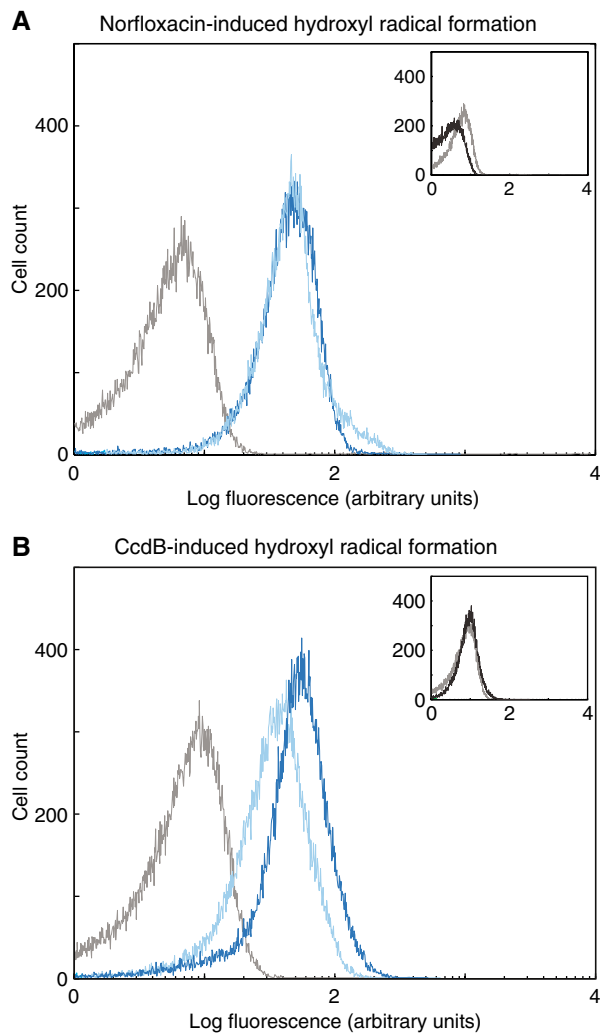 A
Norfloxacin-induced hydroxyl radical formation
400
200
0
Cell count
0 2 4
Log fluorescence (arbitrary units)
400
200
0
0 2 4
B
CcdB-induced hydroxyl radical formation
400
200
0
Cell count
0 2 4
Log fluorescence (arbitrary units)
400
200
0
0 2 4